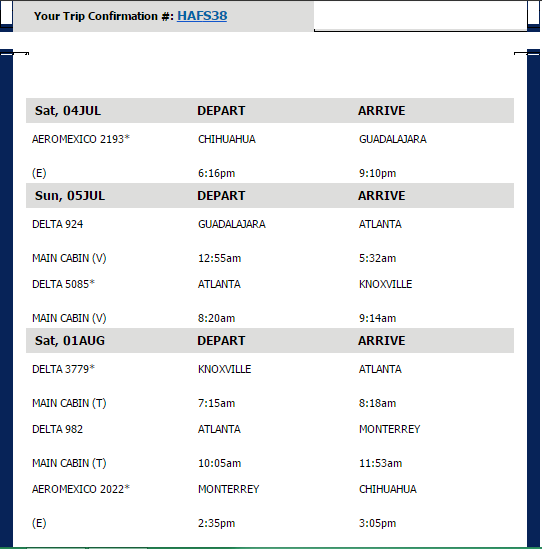 Your Trip Confirmation #: HAFS38
Sat, 04JUL DEPART ARRIVE
AEROMEXICO 2193* CHIHUAHUA GUADALAJARA
(E) 6:16pm 9:10pm
Sun, 05JUL DEPART ARRIVE
DELTA 924 GUADALAJARA ATLANTA
MAIN CABIN (V) 12:55am 5:32am
DELTA 5085* ATLANTA KNOXVILLE
MAIN CABIN (V) 8:20am 9:14am
Sat, 01AUG DEPART ARRIVE
DELTA 3779* KNOXVILLE ATLANTA
MAIN CABIN (T) 7:15am 8:18am
DELTA 982 ATLANTA MONTERREY
MAIN CABIN (T) 10:05am 11:53am
AEROMEXICO 2022* MONTERREY CHIHUAHUA
(E) 2:35pm 3:05pm